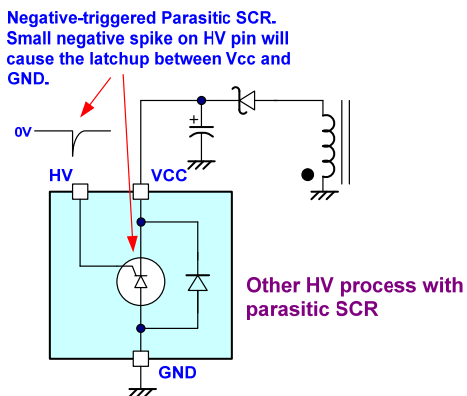 Negative-triggered Parasitic SCR.
Small negative spike on HV pin will
cause the latchup between Vcc and
GND.
0V
+
HV
VCC
Other HV process with
parasitic SCR
GND